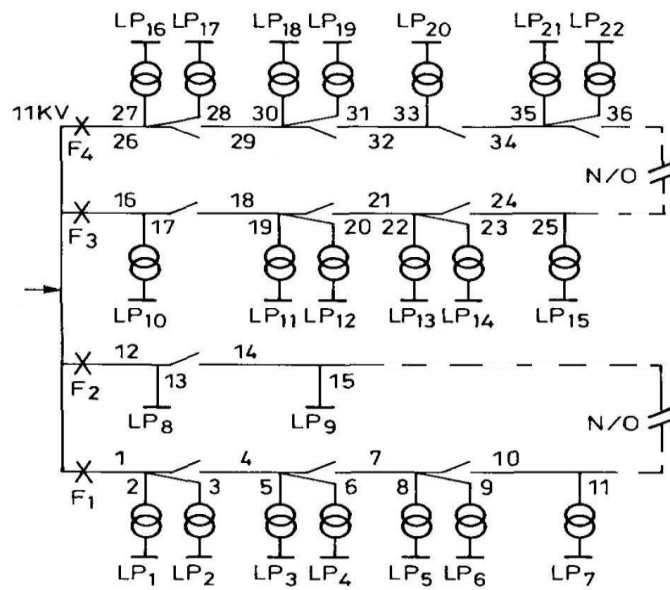 LP16 LP17 LP18 LP19 LP20 LP21 LP22
11KV 27 28 30 31 33 35 36
F4 26 29 32 34
N/O
16 18 21 24
F3 17 19 20 22 23 25
LP10 LP11 LP12 LP13 LP14 LP15
12 14
F2 13 15
LP8 LP9
N/O
1 4 7 10
F1 2 3 5 6 8 9 11
LP1 LP2 LP3 LP4 LP5 LP6 LP7